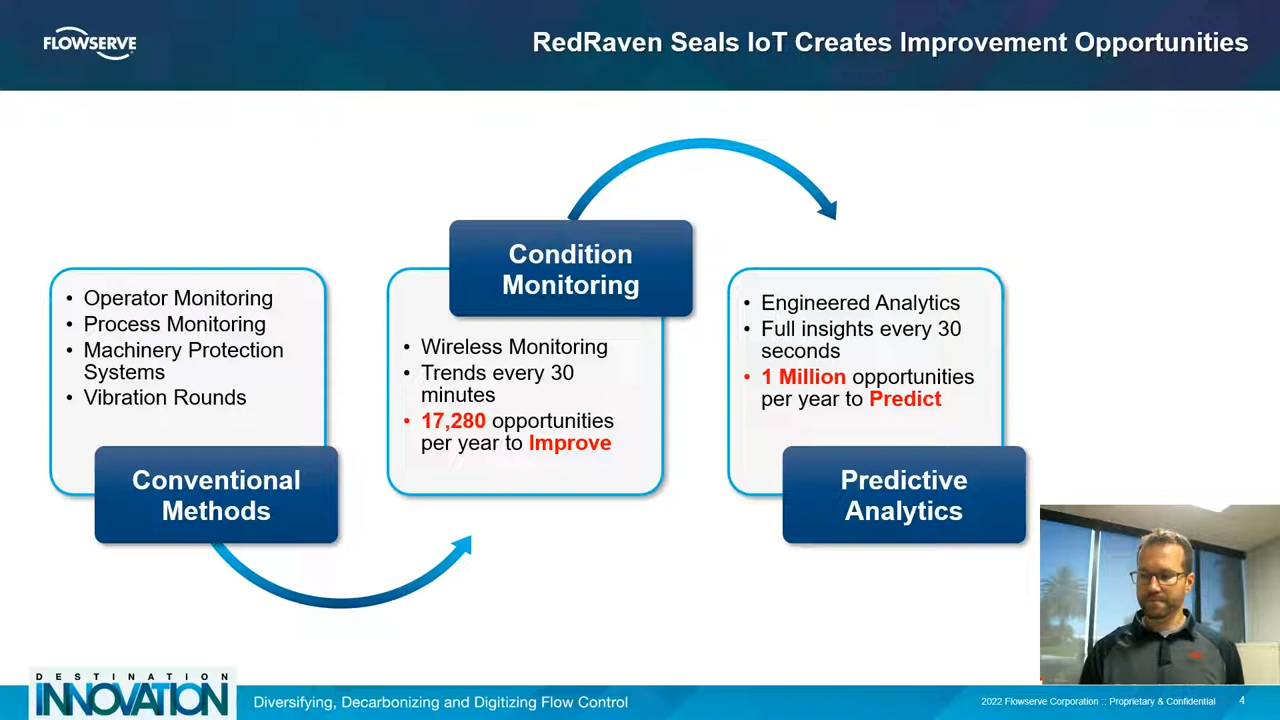 FLOWSERVE
RedRaven Seals IoT Creates Improvement Opportunities
• Operator Monitoring
• Process Monitoring
• Machinery Protection
Systems
• Vibration Rounds
Conventional
Methods
Condition
Monitoring
• Wireless Monitoring
• Trends every 30
minutes
• 17,280 opportunities
per year to Improve
• Engineered Analytics
• Full insights every 30
seconds
• 1 Million opportunities
per year to Predict
Predictive
Analytics
DESTINATION
INNOVATION
Diversifying, Decarbonizing and Digitizing Flow Control
2022 Flowserve Corporation :: Proprietary & Confidential
4